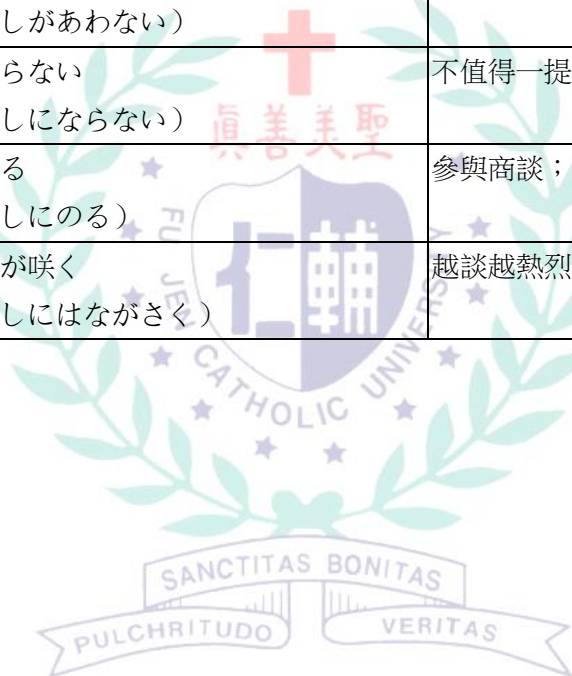 しがあわない）
らない
不值得一提
しにならない）
真善美聖
る
參與商談；
しにのる）
が咲く
越談越熱烈
しにはながさく）
仁輔
FU JEN CATHOLIC UNIVERSITY
SANCTITAS BONITAS
PULCHRITUDO VERITAS